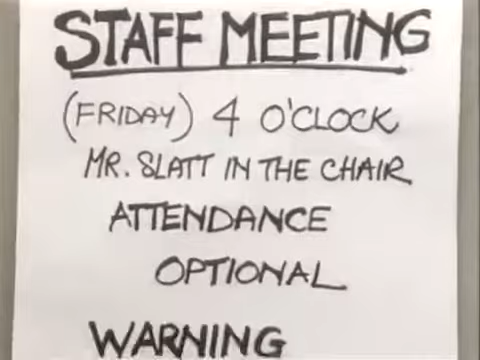 STAFF MEETING
(FRIDAY) 4 O'CLOCK
MR. SLATT IN THE CHAIR
ATTENDANCE
OPTIONAL
WARNING